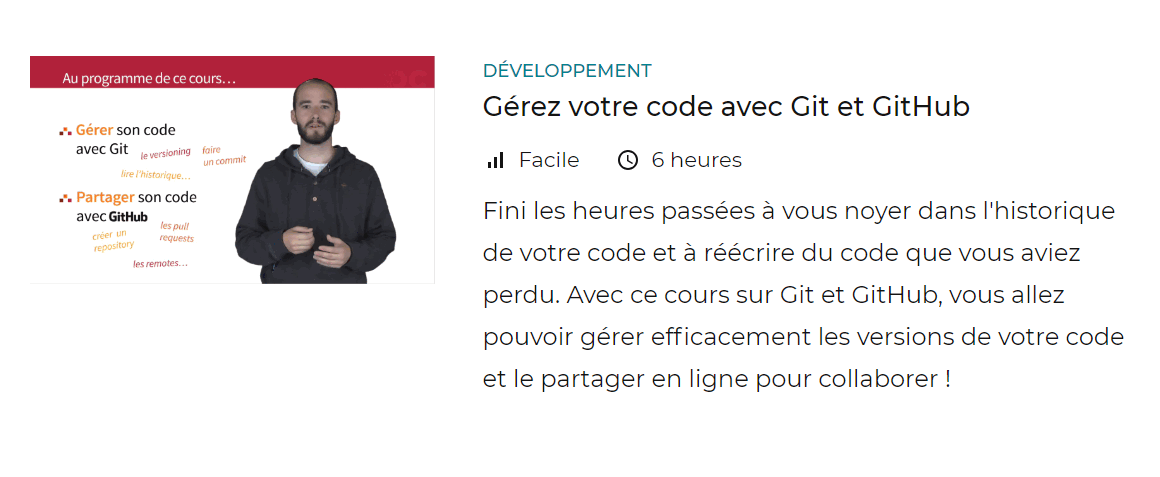 Au programme de ce cours…
Gérer son code
avec Git
le versioning
faire
un commit
lire l'historique…
Partager son code
avec GitHub
créer un
repository
les pull
requests
les remotes…
DÉVELOPPEMENT
Gérez votre code avec Git et GitHub
Facile 6 heures
Fini les heures passées à vous noyer dans l'historique
de votre code et à réécrire du code que vous aviez
perdu. Avec ce cours sur Git et GitHub, vous allez
pouvoir gérer efficacement les versions de votre code
et le partager en ligne pour collaborer !